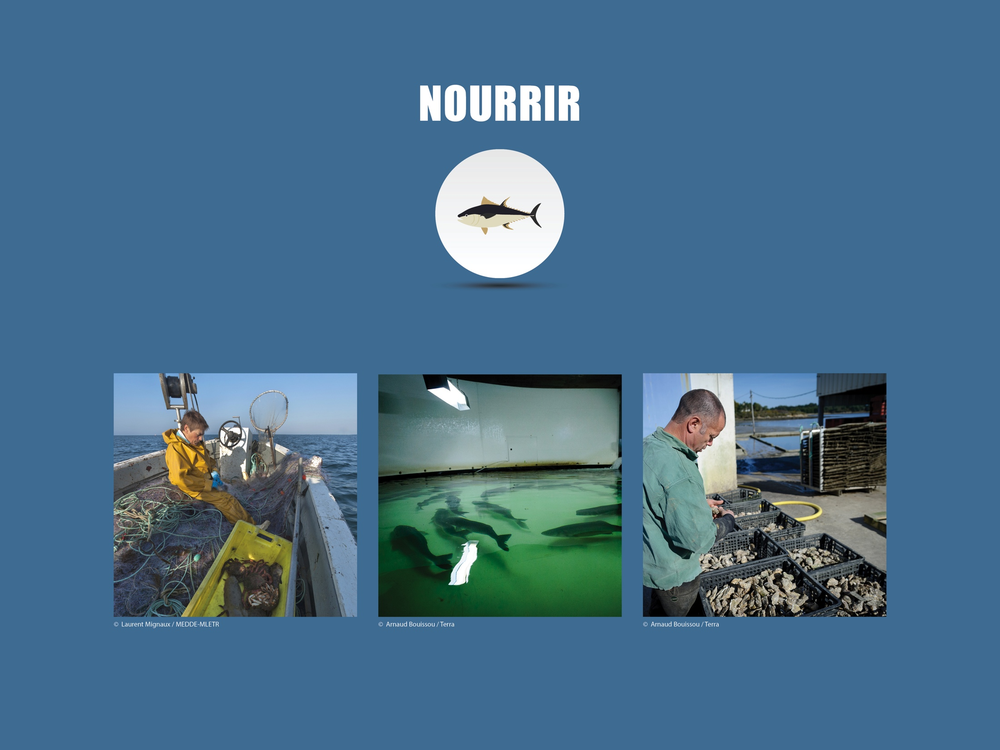 NOURRIR
© Laurent Mignaux / MEDDE-MLETR
© Arnaud Bouissou / Terra
© Arnaud Bouissou / Terra